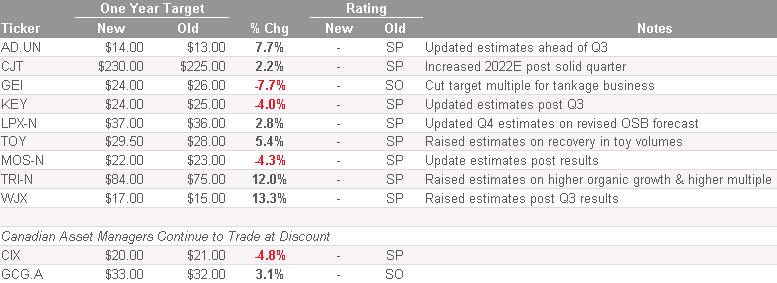 One Year Target Rating
Ticker New Old % Chg New Old Notes
AD.UN $14.00 $13.00 7.7% - SP Updated estimates ahead of Q3
CJT $230.00 $225.00 2.2% - SP Increased 2022E post solid quarter
GEI $24.00 $26.00 -7.7% - SO Cut target multiple for tankage business
KEY $24.00 $25.00 -4.0% - SP Updated estimates post Q3
LPX-N $37.00 $36.00 2.8% - SP Updated Q4 estimates on revised OSB forecast
TOY $29.50 $28.00 5.4% - SP Raised estimates on recovery in toy volumes
MOS-N $22.00 $23.00 -4.3% - SP Update estimates post results
TRI-N $84.00 $75.00 12.0% - SP Raised estimates on higher organic growth & higher multiple
WJX $17.00 $15.00 13.3% - SP Raised estimates post Q3 results
Canadian Asset Managers Continue to Trade at Discount
CIX $20.00 $21.00 -4.8% - SP
GCG.A $33.00 $32.00 3.1% - SO